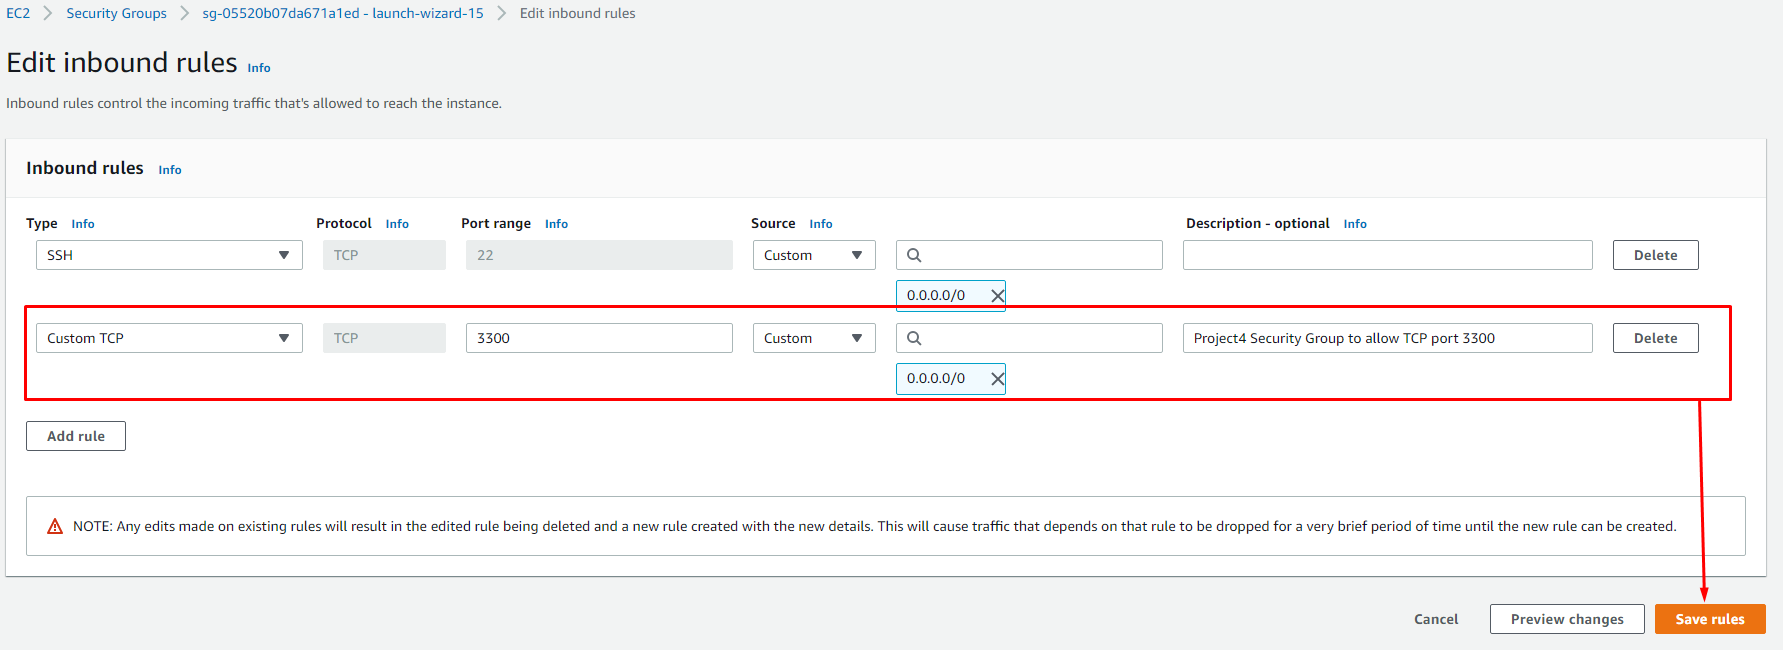 EC2 > Security Groups > sg-05520b07da671a1ed - launch-wizard-15 > Edit inbound rules
Edit inbound rules Info
Inbound rules control the incoming traffic that's allowed to reach the instance.
Inbound rules Info
Type Info Protocol Info Port range Info Source Info Description - optional Info
SSH TCP 22 Custom Delete
0.0.0.0/0
Custom TCP TCP 3300 Custom Project4 Security Group to allow TCP port 3300 Delete
0.0.0.0/0
Add rule
NOTE: Any edits made on existing rules will result in the edited rule being deleted and a new rule created with the new details. This will cause traffic that depends on that rule to be dropped for a very brief period of time until the new rule can be created.
Cancel Preview changes Save rules